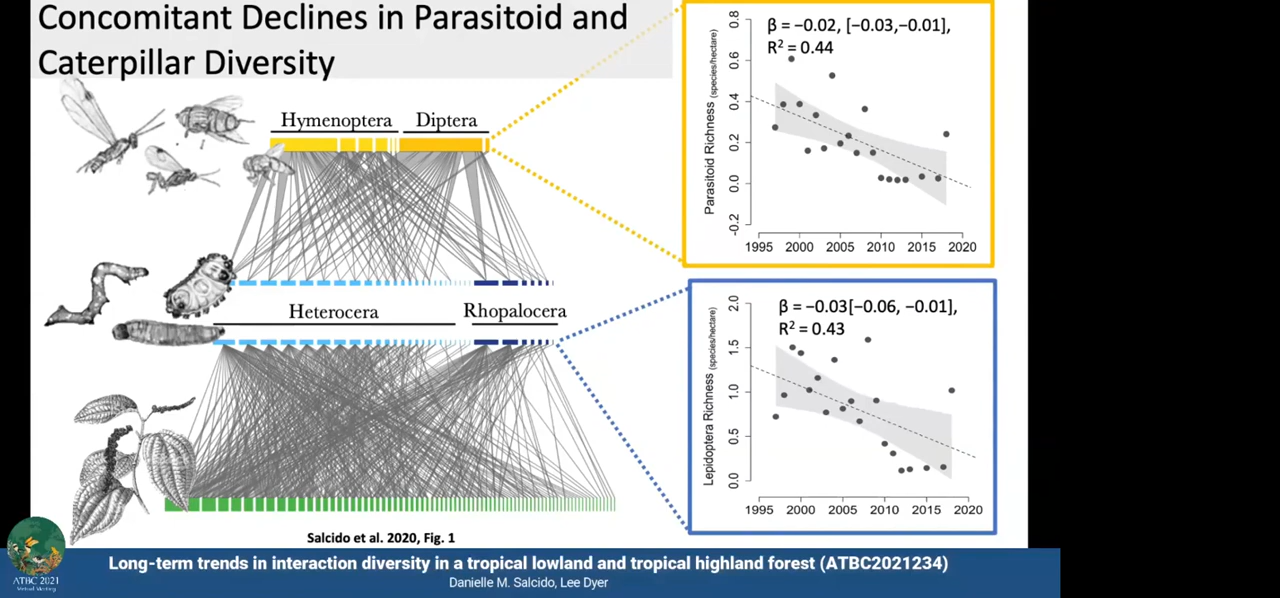 Concomitant Declines in Parasitoid and
Caterpillar Diversity
Hymenoptera
Diptera
Heterocera
Rhopalocera
Salcido et al. 2020, Fig. 1
β = −0.02, [−0.03,−0.01],
R² = 0.44
Parasitoid Richness (species/hectare)
0.8
0.6
0.4
0.2
0.0
-0.2
1995 2000 2005 2010 2015 2020
β = −0.03[−0.06, −0.01],
R² = 0.43
Lepidoptera Richness (species/hectare)
2.0
1.5
1.0
0.5
0.0
1995 2000 2005 2010 2015 2020
ATBC 2021
Virtual Meeting
Long-term trends in interaction diversity in a tropical lowland and tropical highland forest (ATBC2021234)
Danielle M. Salcido, Lee Dyer